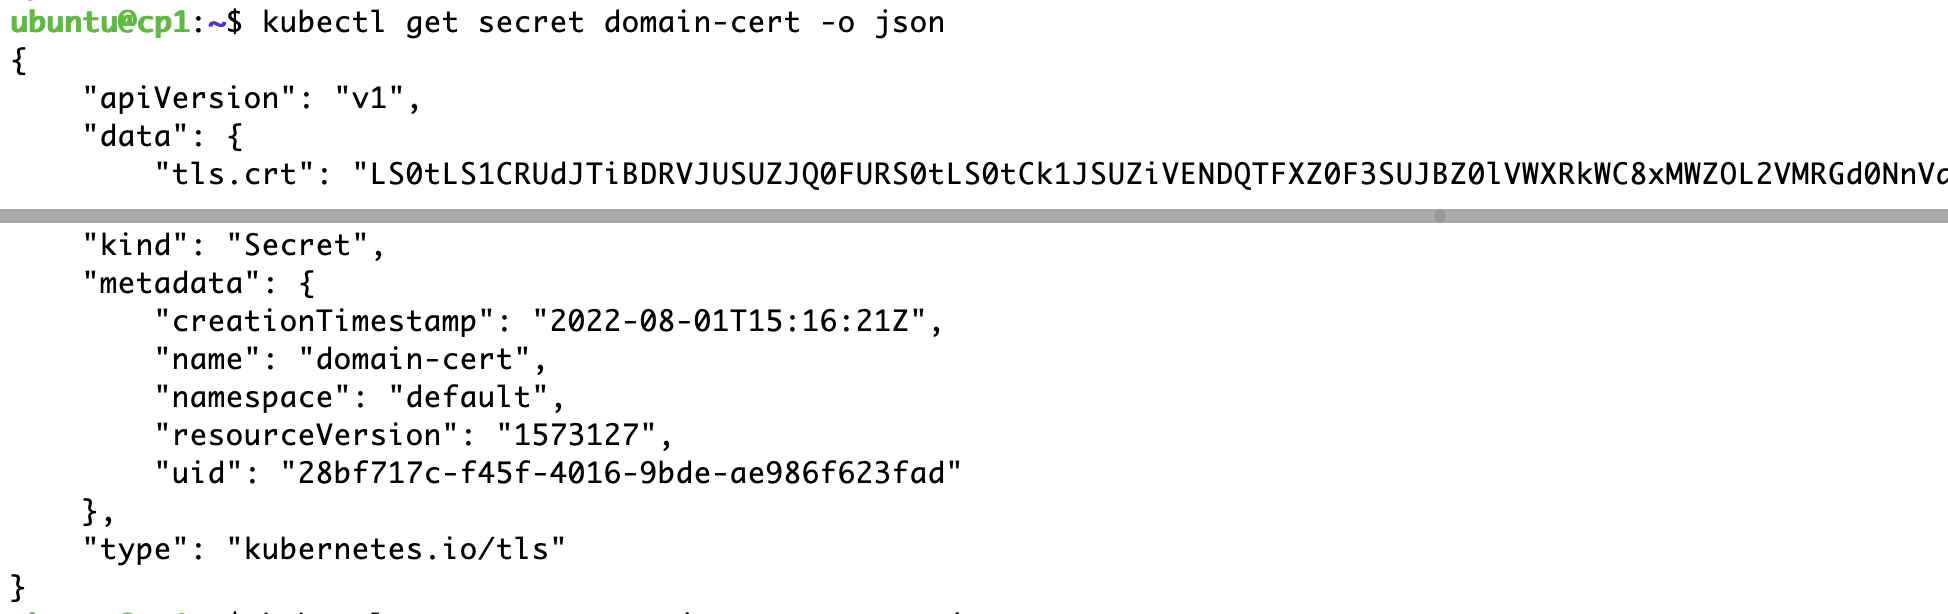 ubuntu@cp1:~$ kubectl get secret domain-cert -o json
{
    "apiVersion": "v1",
    "data": {
        "tls.crt": "LS0tLS1CRUdJTiBDRVJUSUZJQ0FURS0tLS0tCk1JSUZiVENDQTFXZ0F3SUJBZ0lVWXRkWC8xMWZOL2VMRGd0NnVa
    "kind": "Secret",
    "metadata": {
        "creationTimestamp": "2022-08-01T15:16:21Z",
        "name": "domain-cert",
        "namespace": "default",
        "resourceVersion": "1573127",
        "uid": "28bf717c-f45f-4016-9bde-ae986f623fad"
    },
    "type": "kubernetes.io/tls"
}